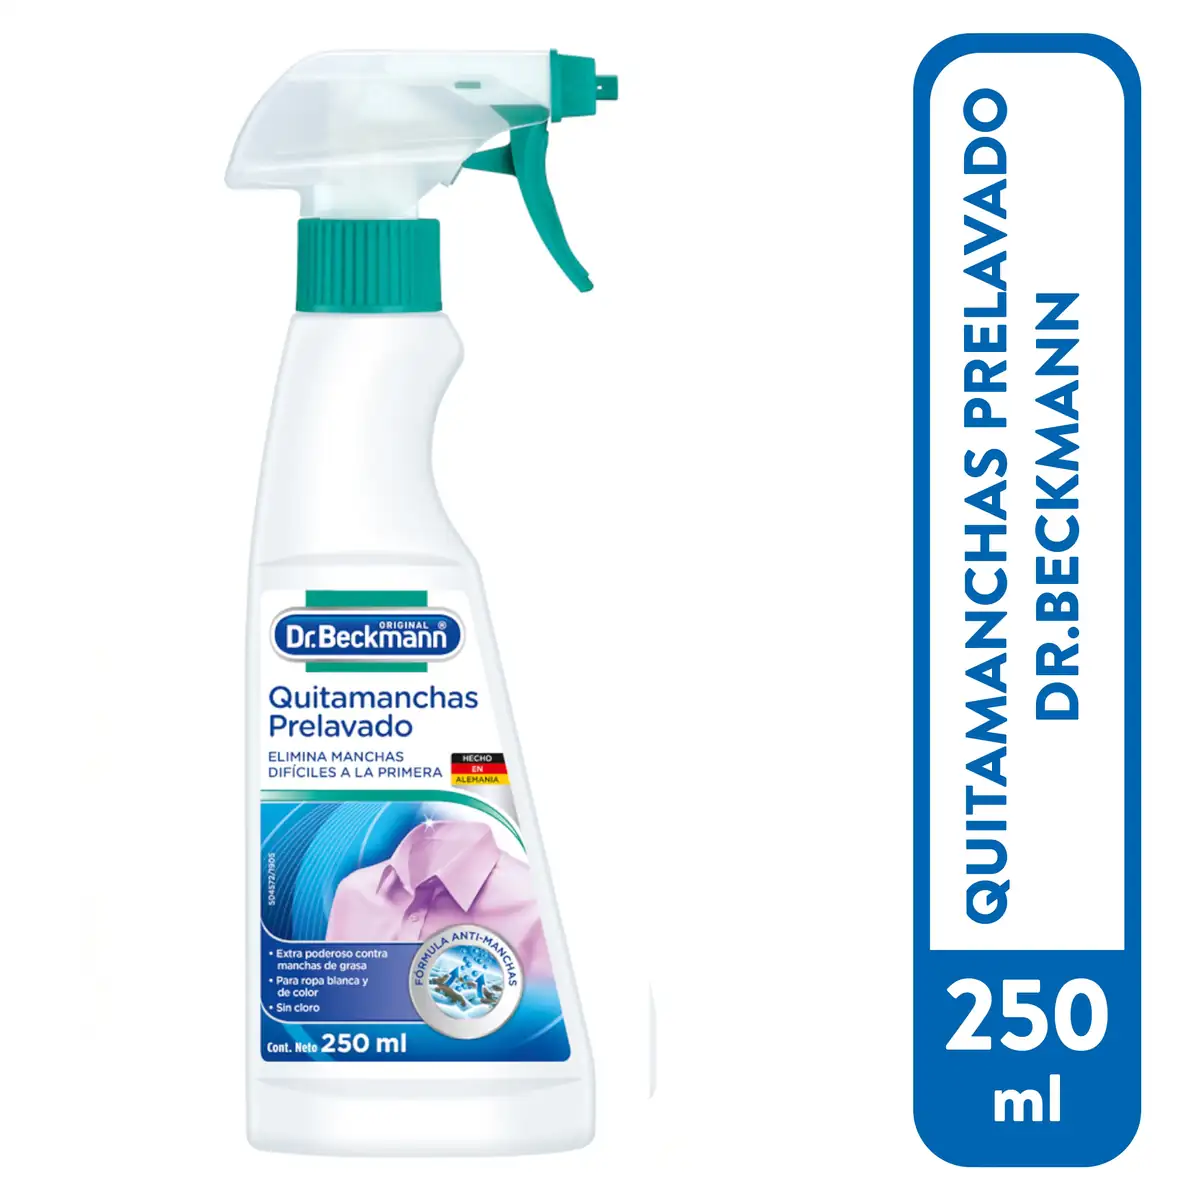 ORIGINAL ®
Dr.Beckmann
Quitamanchas
Prelavado
ELIMINA MANCHAS
DIFÍCILES A LA PRIMERA
HECHO
EN
ALEMANIA
504572/1905
FÓRMULA ANTI-MANCHAS
• Extra poderoso contra
manchas de grasa
• Para ropa blanca y
de color
• Sin cloro
Cont. Neto 250 ml
QUITAMANCHAS PRELAVADO
DR.BECKMANN
250
ml